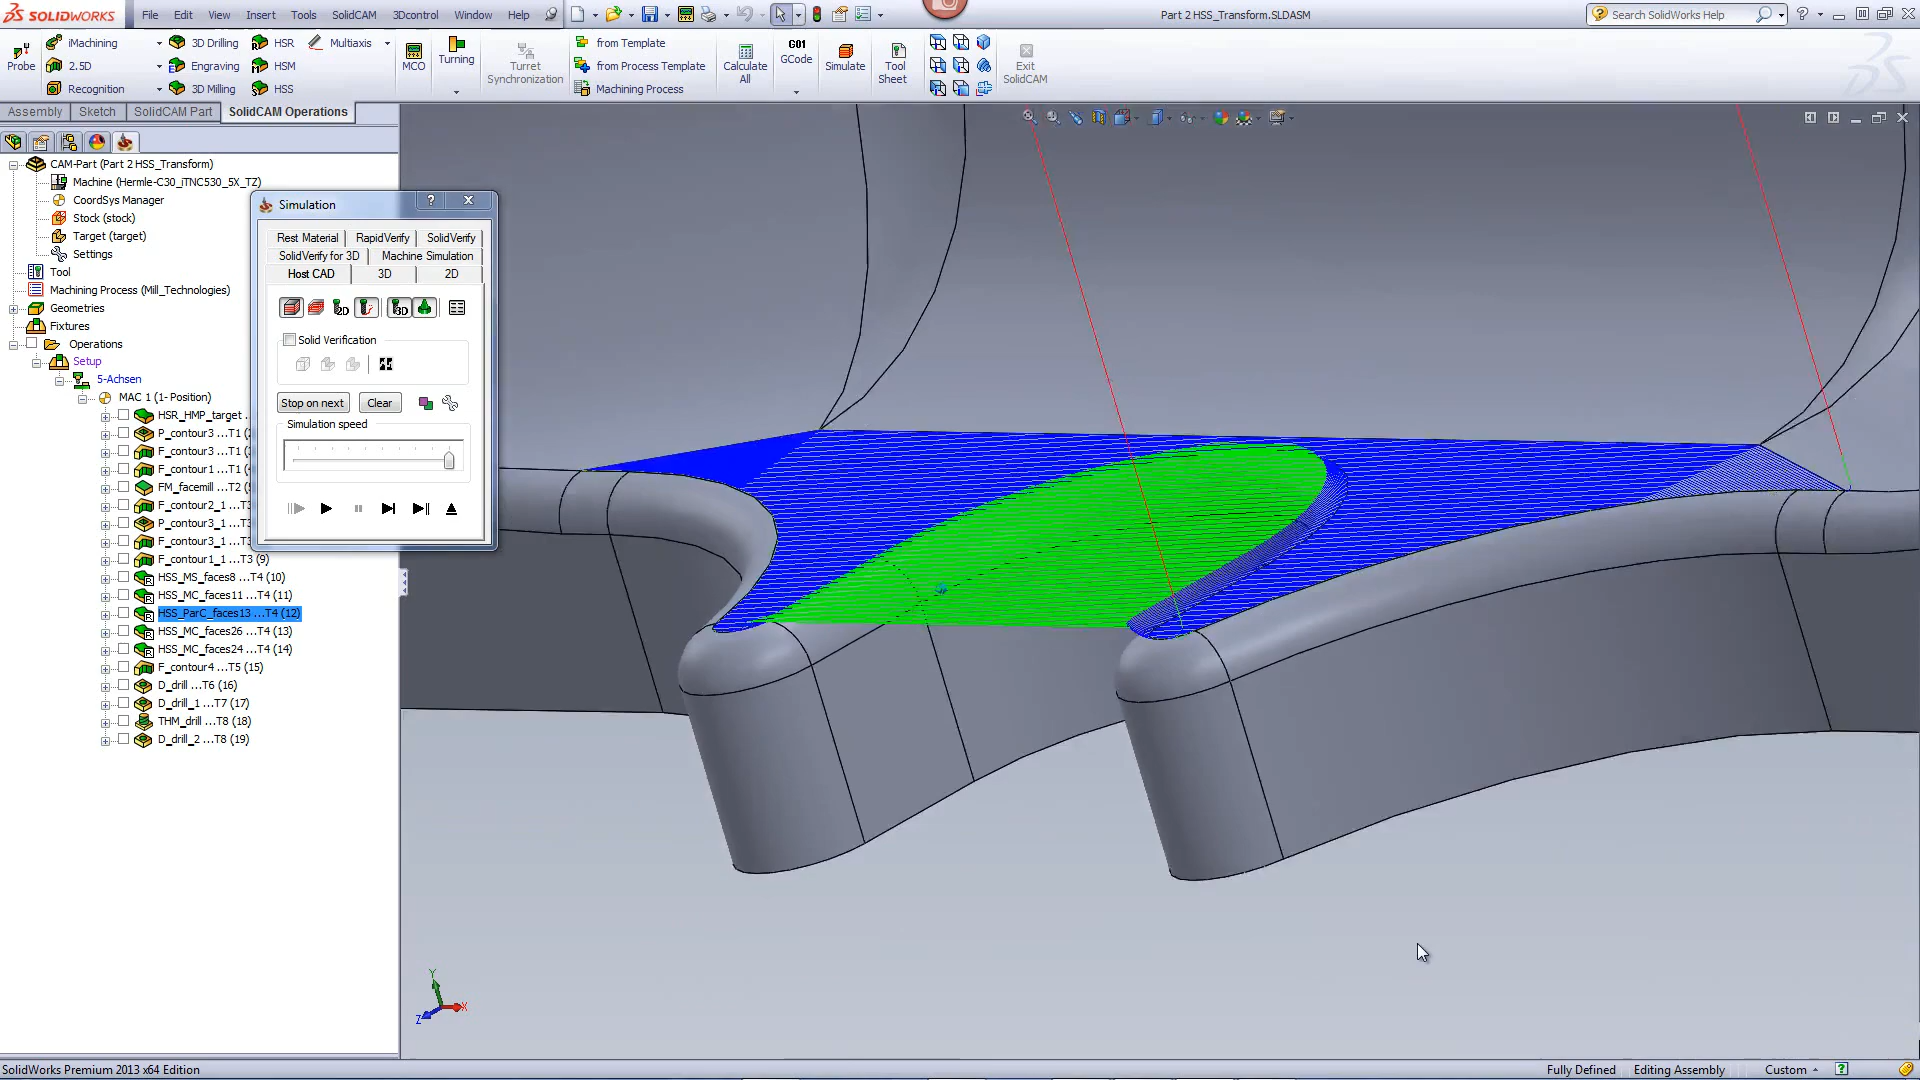 SOLIDWORKS File Edit View Insert Tools SolidCAM 3Dcontrol Window Help Part 2 HSS_Transform.SLDASM Search SolidWorks Help
iMachining 3D Drilling HSR Multiaxis from Template
Probe 2.5D Engraving HSM MCO Turning Turret Synchronization from Process Template Calculate All G01 GCode Simulate Tool Sheet Exit SolidCAM
Recognition 3D Milling HSS Machining Process
Assembly Sketch SolidCAM Part SolidCAM Operations
CAM-Part (Part 2 HSS_Transform)
Machine (Hermle-C30_iTNC530_5X_TZ)
CoordSys Manager
Stock (stock)
Target (target)
Settings
Tool
Machining Process (Mill_Technologies)
Geometries
Fixtures
Operations
Setup
5-Achsen
MAC 1 (1- Position)
HSR_HMP_target ..
P_contour3 ...T1 (2
F_contour3 ...T1 (3
F_contour1 ...T1 (4
FM_facemill ...T2 (5
F_contour2_1 ...T3
P_contour3_1 ...T3
F_contour3_1 ...T3
F_contour1_1 ...T3 (9)
HSS_MS_faces8 ...T4 (10)
HSS_MC_faces11 ...T4 (11)
HSS_ParC_faces13 ...T4 (12)
HSS_MC_faces26 ...T4 (13)
HSS_MC_faces24 ...T4 (14)
F_contour4 ...T5 (15)
D_drill ...T6 (16)
D_drill_1 ...T7 (17)
THM_drill ...T8 (18)
D_drill_2 ...T8 (19)
Simulation
Rest Material RapidVerify SolidVerify
SolidVerify for 3D Machine Simulation
Host CAD 3D 2D
2D 3D
Solid Verification
Stop on next Clear
Simulation speed
Y
X
Z
SolidWorks Premium 2013 x64 Edition Fully Defined Editing Assembly Custom